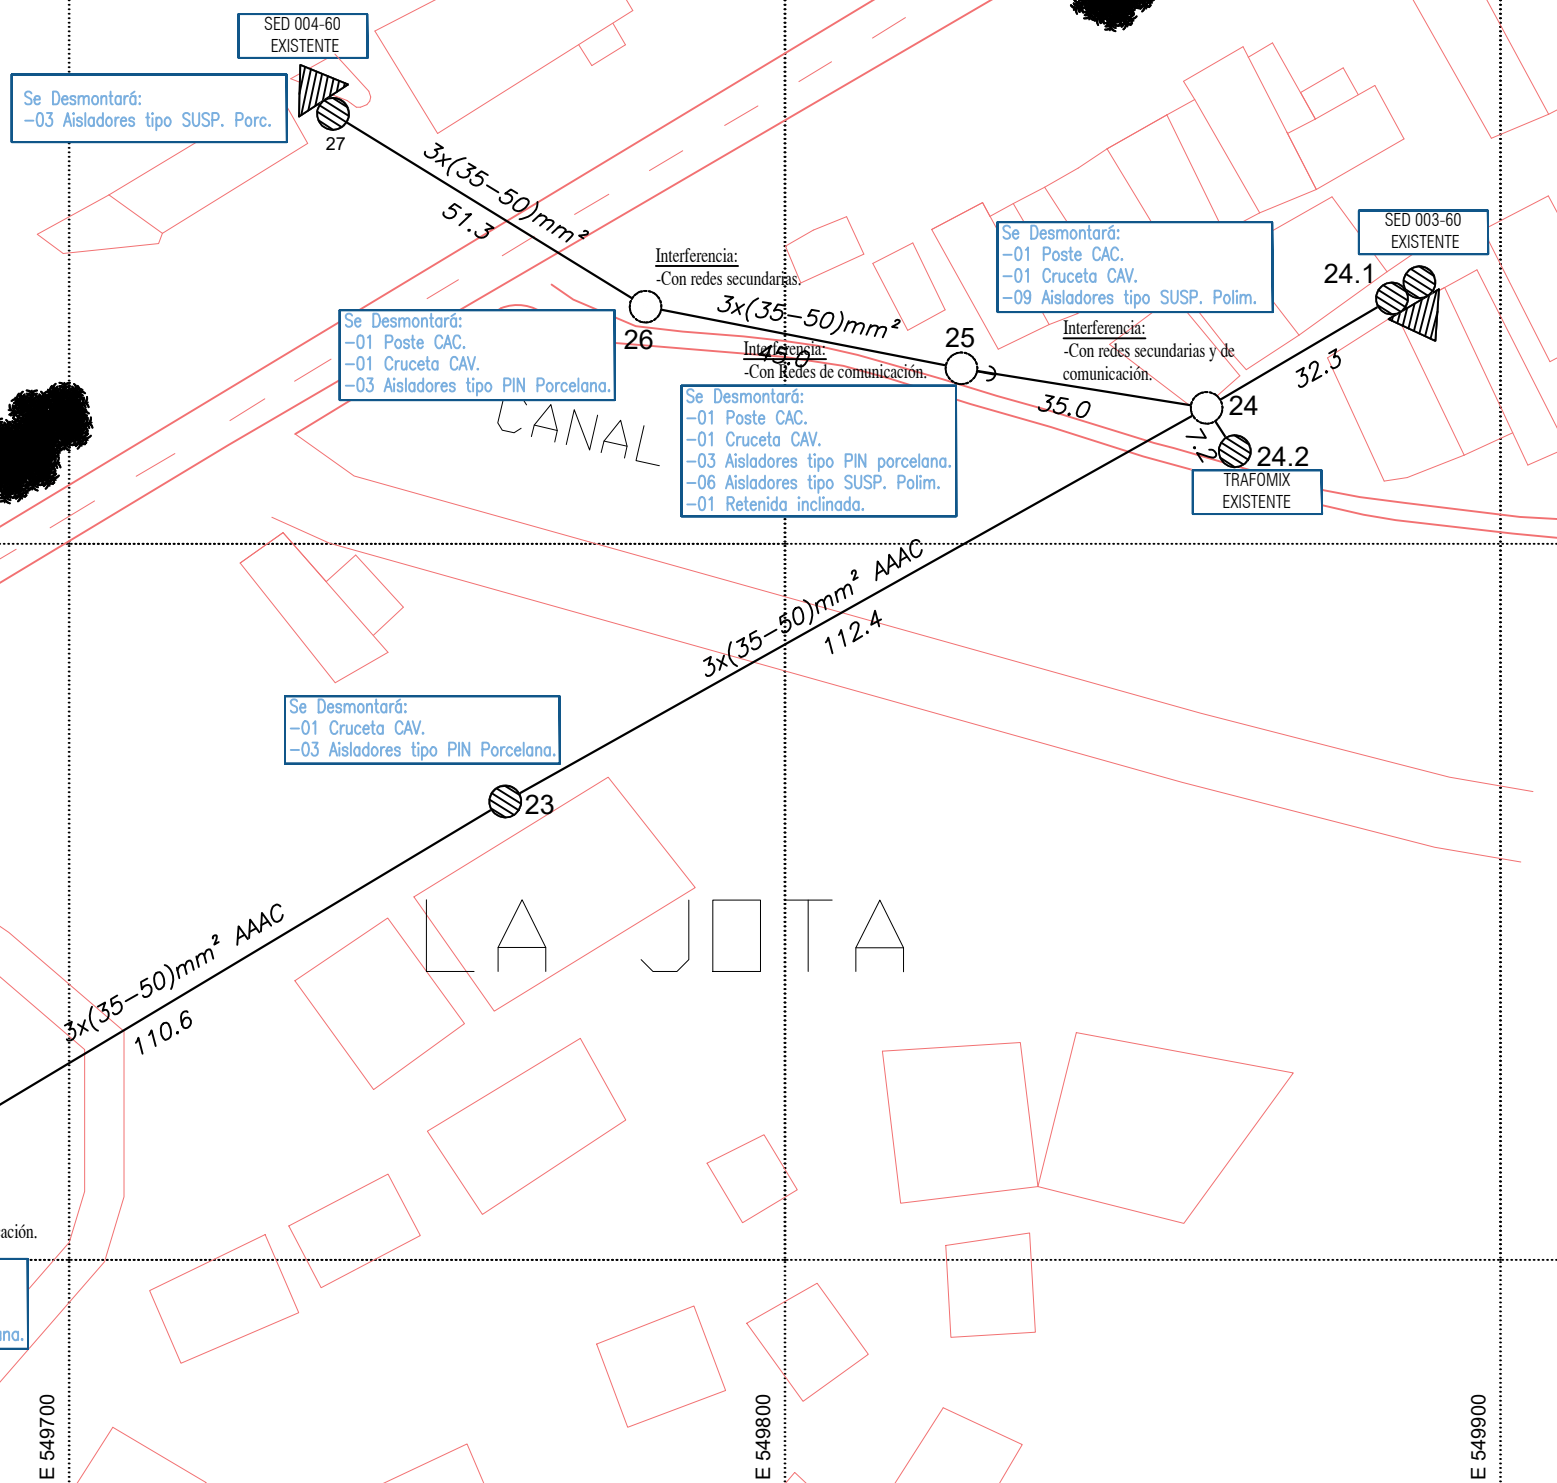 SED 004-60
EXISTENTE
Se Desmontará:
-03 Aisladores tipo SUSP. Porc.
27
3x(35-50)mm²
51.3
Interferencia:
-Con redes secundarias.
26
3x(35-50)mm²
45.0
Interferencia:
-Con Redes de comunicación.
25
Se Desmontará:
-01 Poste CAC.
-01 Cruceta CAV.
-09 Aisladores tipo SUSP. Polim.
SED 003-60
EXISTENTE
24.1
Interferencia:
-Con redes secundarias y de
comunicación.
32.3
35.0
24
7.2
24.2
TRAFOMIX
EXISTENTE
Se Desmontará:
-01 Poste CAC.
-01 Cruceta CAV.
-03 Aisladores tipo PIN Porcelana.
CANAL
Se Desmontará:
-01 Poste CAC.
-01 Cruceta CAV.
-03 Aisladores tipo PIN porcelana.
-06 Aisladores tipo SUSP. Polim.
-01 Retenida inclinada.
3x(35-50)mm² AAAC
112.4
Se Desmontará:
-01 Cruceta CAV.
-03 Aisladores tipo PIN Porcelana.
23
LA JOTA
3x(35-50)mm² AAAC
110.6
ación.
ana.
E 549700
E 549800
E 549900